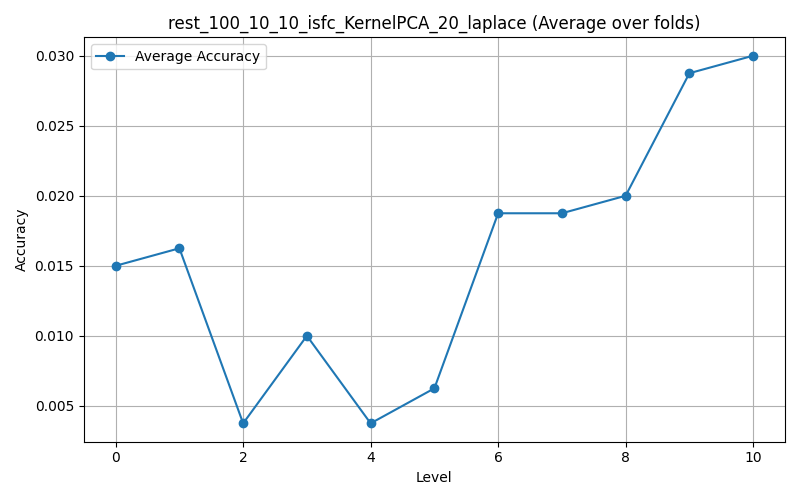 rest_100_10_10_isfc_KernelPCA_20_laplace (Average over folds)
Average Accuracy
Accuracy
0.030
0.025
0.020
0.015
0.010
0.005
0 2 4 6 8 10
Level